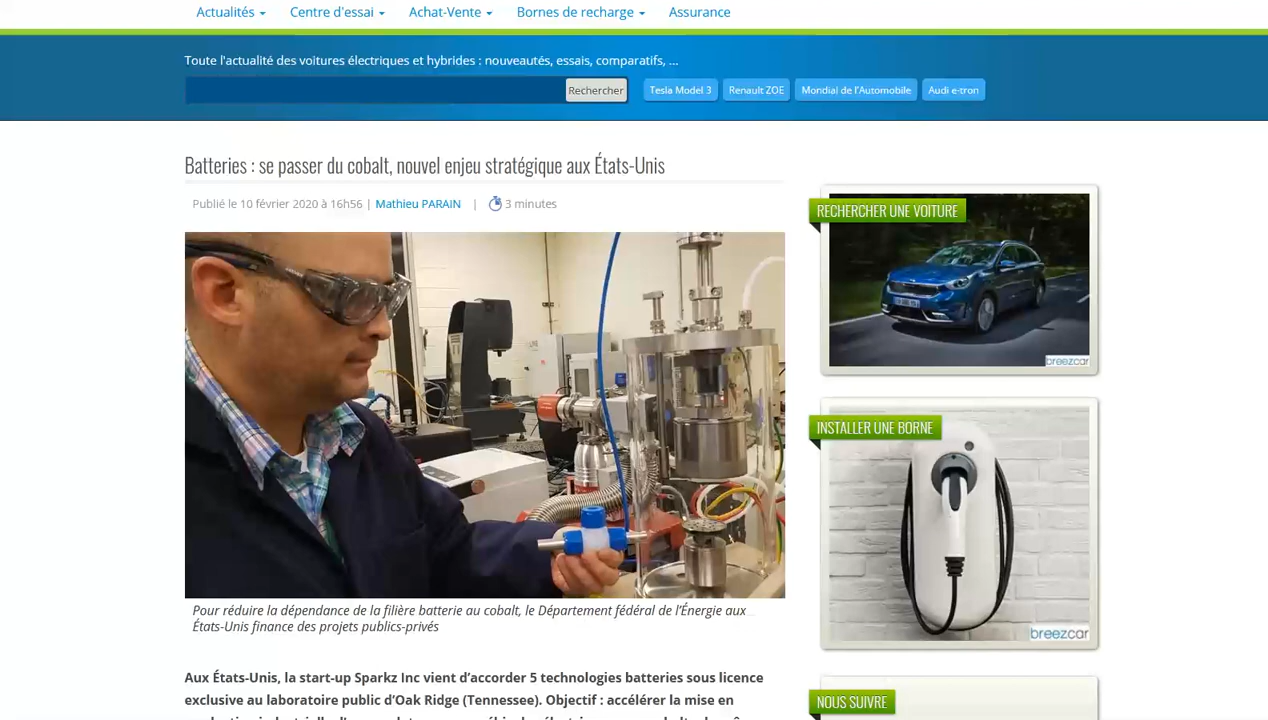 Actualités Centre d'essai Achat-Vente Bornes de recharge Assurance
Toute l'actualité des voitures électriques et hybrides : nouveautés, essais, comparatifs, ...
Rechercher Tesla Model 3 Renault ZOE Mondial de l'Automobile Audi e-tron
Batteries : se passer du cobalt, nouvel enjeu stratégique aux États-Unis
Publié le 10 février 2020 à 16h56 | Mathieu PARAIN | 3 minutes
Pour réduire la dépendance de la filière batterie au cobalt, le Département fédéral de l'Énergie aux
États-Unis finance des projets publics-privés
Aux États-Unis, la start-up Sparkz Inc vient d'accorder 5 technologies batteries sous licence
exclusive au laboratoire public d'Oak Ridge (Tennessee). Objectif : accélérer la mise en
RECHERCHER UNE VOITURE
breezcar
INSTALLER UNE BORNE
breezcar
NOUS SUIVRE